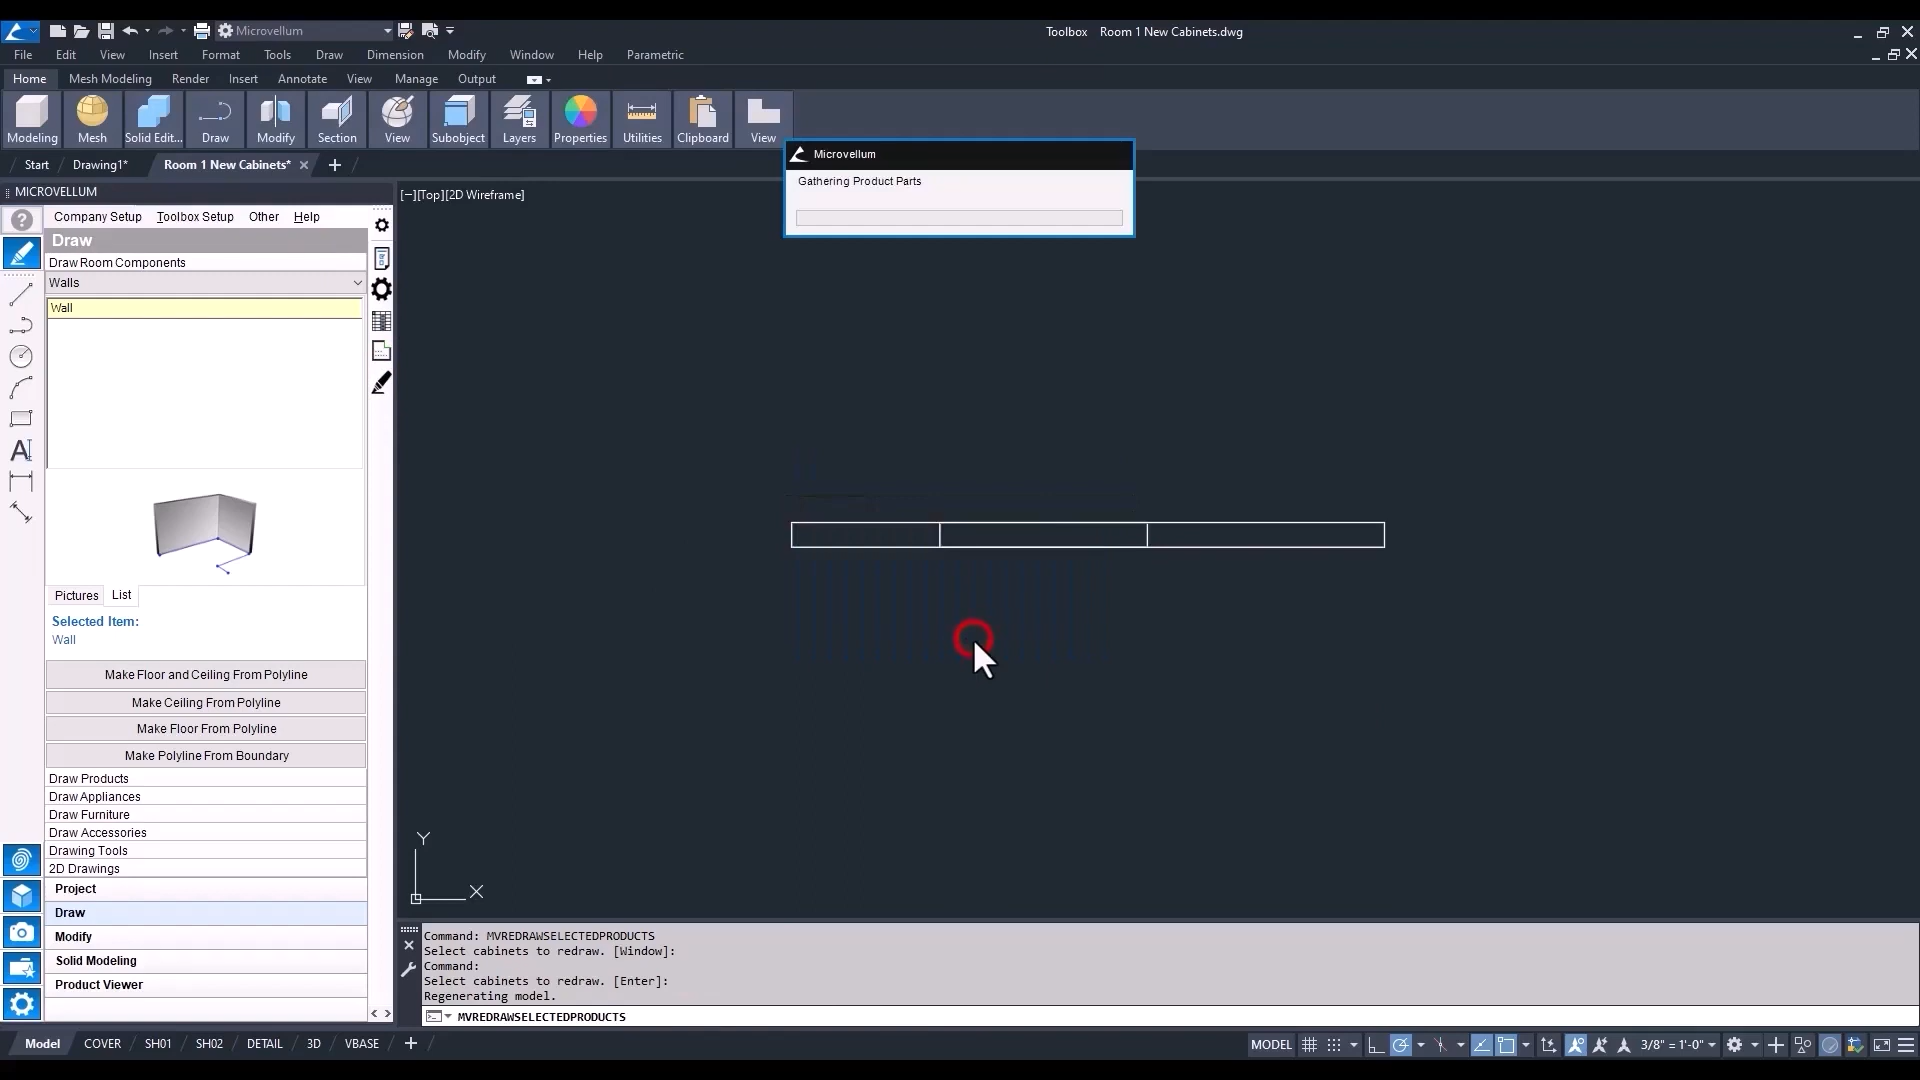 Microvellum
Toolbox Room 1 New Cabinets.dwg
File Edit View Insert Format Tools Draw Dimension Modify Window Help Parametric
Home Mesh Modeling Render Insert Annotate View Manage Output
Modeling Mesh Solid Edit... Draw Modify Section View Subobject Layers Properties Utilities Clipboard View
Start Drawing1* Room 1 New Cabinets*
Microvellum
Gathering Product Parts
MICROVELLUM
[−][Top][2D Wireframe]
Company Setup Toolbox Setup Other Help
Draw
Draw Room Components
Walls
Wall
Pictures List
Selected Item:
Wall
Make Floor and Ceiling From Polyline
Make Ceiling From Polyline
Make Floor From Polyline
Make Polyline From Boundary
Draw Products
Draw Appliances
Draw Furniture
Draw Accessories
Drawing Tools
2D Drawings
Project
Draw
Modify
Solid Modeling
Product Viewer
A
Y
X
Command: MVREDRAWSELECTEDPRODUCTS
Select cabinets to redraw. [Window]:
Command:
Select cabinets to redraw. [Enter]:
Regenerating model.
MVREDRAWSELECTEDPRODUCTS
Model COVER SH01 SH02 DETAIL 3D VBASE
MODEL 3/8" = 1'-0"